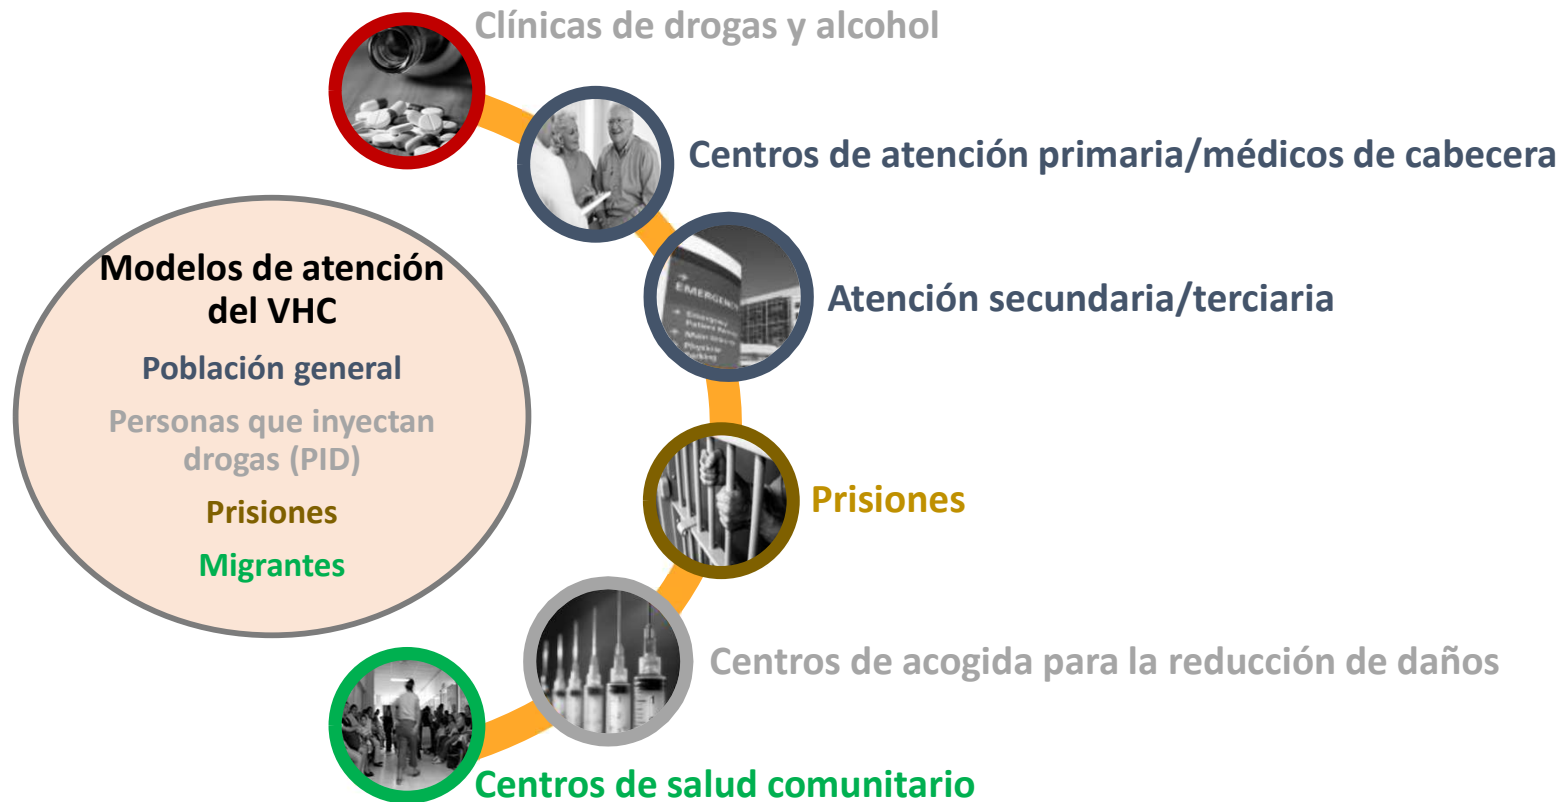 Clínicas de drogas y alcohol
Centros de atención primaria/médicos de cabecera
Atención secundaria/terciaria
Prisiones
Centros de acogida para la reducción de daños
Centros de salud comunitario
Modelos de atención
del VHC
Población general
Personas que inyectan
drogas (PID)
Prisiones
Migrantes
EMERGENCY
Emergency